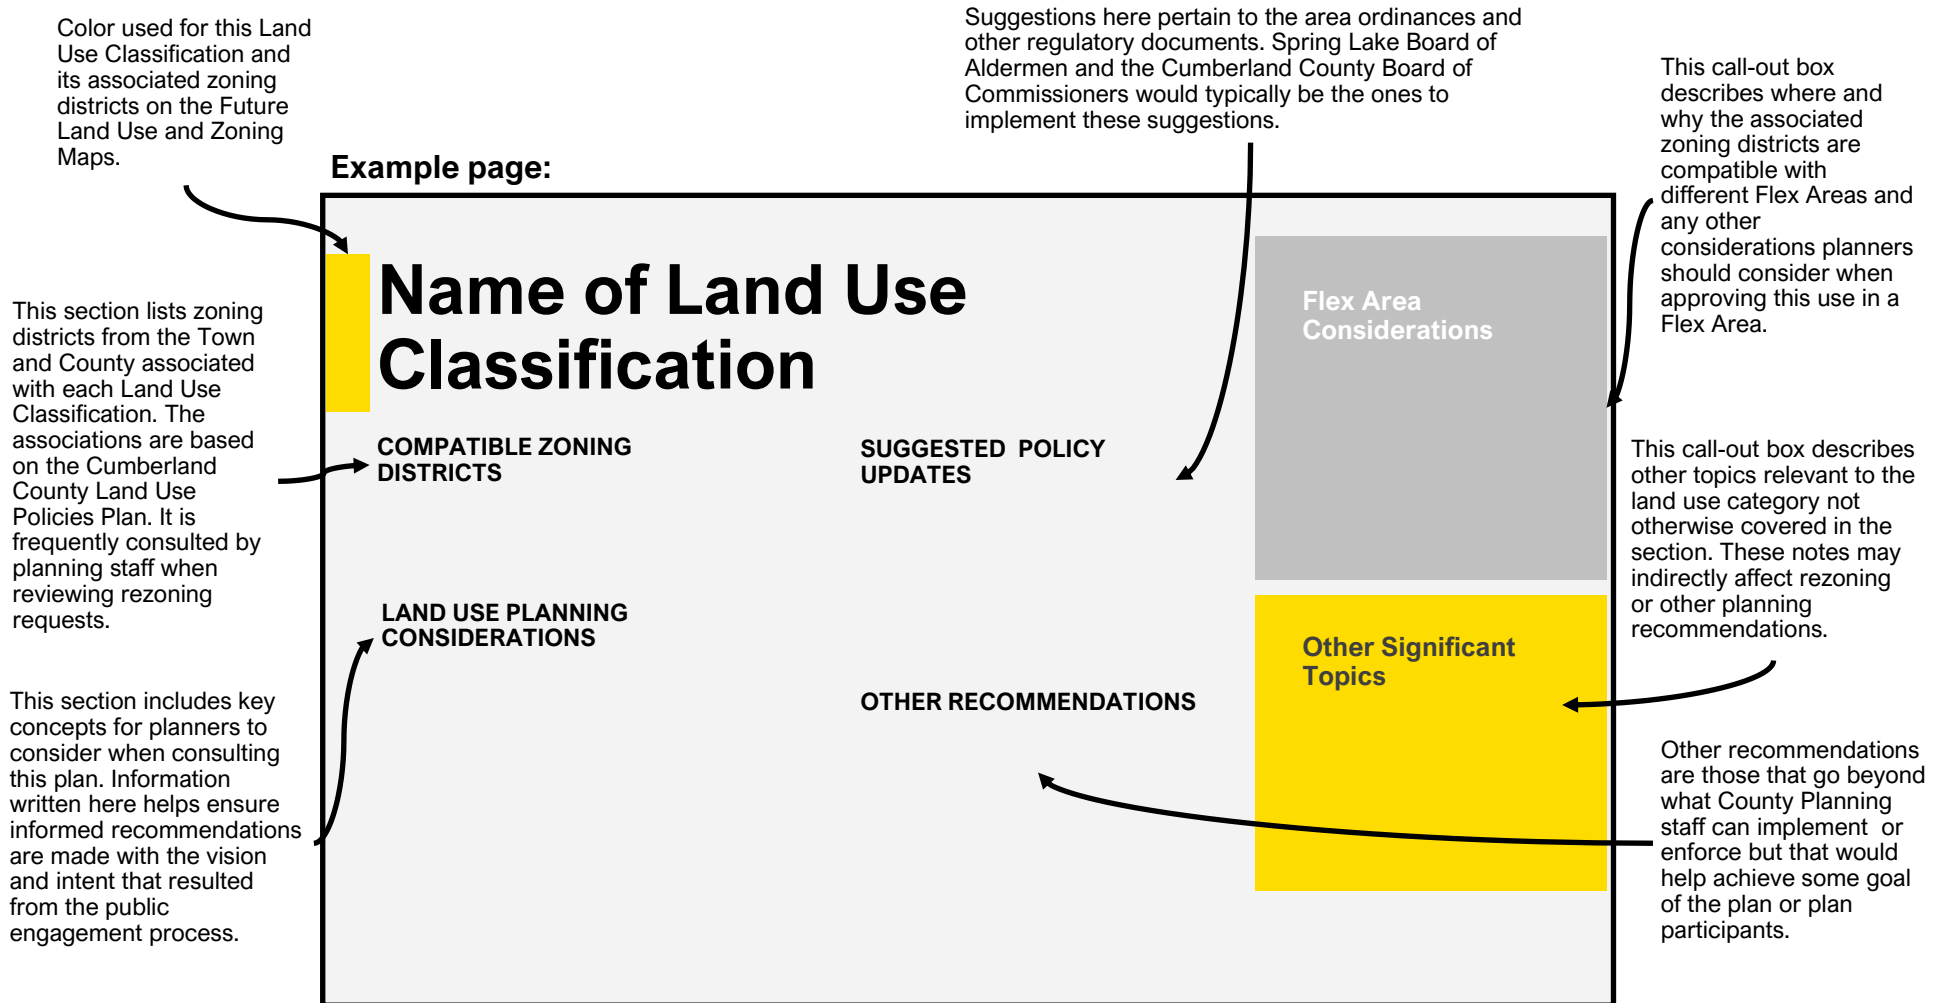 Color used for this Land
Use Classification and
its associated zoning
districts on the Future
Land Use and Zoning
Maps.
Suggestions here pertain to the area ordinances and
other regulatory documents. Spring Lake Board of
Aldermen and the Cumberland County Board of
Commissioners would typically be the ones to
implement these suggestions.
This call-out box
describes where and
why the associated
zoning districts are
compatible with
different Flex Areas and
any other
considerations planners
should consider when
approving this use in a
Flex Area.
Example page:
Name of Land Use
Classification
Flex Area
Considerations
This section lists zoning
districts from the Town
and County associated
with each Land Use
Classification. The
associations are based
on the Cumberland
County Land Use
Policies Plan. It is
frequently consulted by
planning staff when
reviewing rezoning
requests.
COMPATIBLE ZONING
DISTRICTS
SUGGESTED  POLICY
UPDATES
This call-out box describes
other topics relevant to the
land use category not
otherwise covered in the
section. These notes may
indirectly affect rezoning
or other planning
recommendations.
LAND USE PLANNING
CONSIDERATIONS
Other Significant
Topics
OTHER RECOMMENDATIONS
This section includes key
concepts for planners to
consider when consulting
this plan. Information
written here helps ensure
informed recommendations
are made with the vision
and intent that resulted
from the public
engagement process.
Other recommendations
are those that go beyond
what County Planning
staff can implement  or
enforce but that would
help achieve some goal
of the plan or plan
participants.